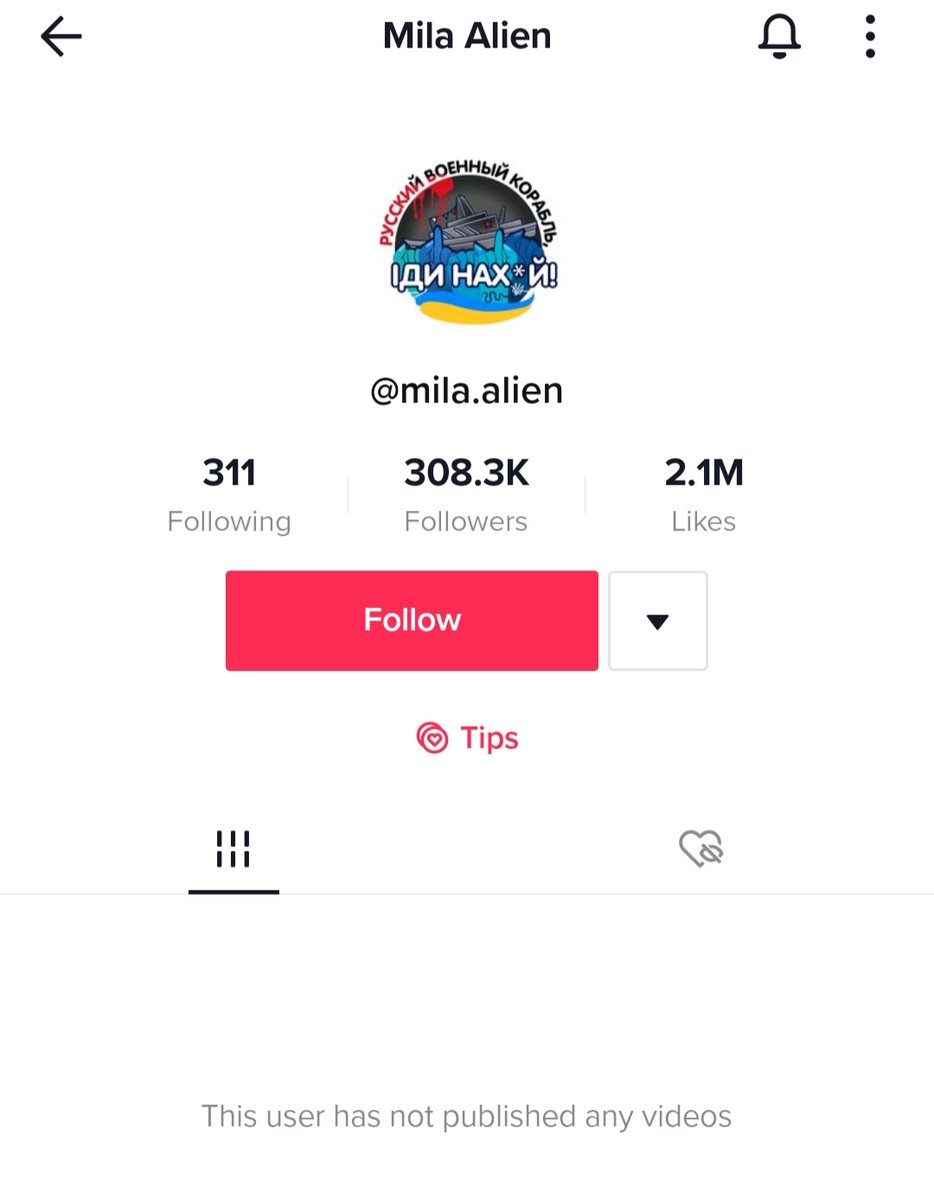 Mila Alien
РУССКИЙ ВОЕННЫЙ КОРАБЛЬ,
ІДИ НАХ*Й!
@mila.alien
311
Following
308.3K
Followers
2.1M
Likes
Follow
Tips
This user has not published any videos